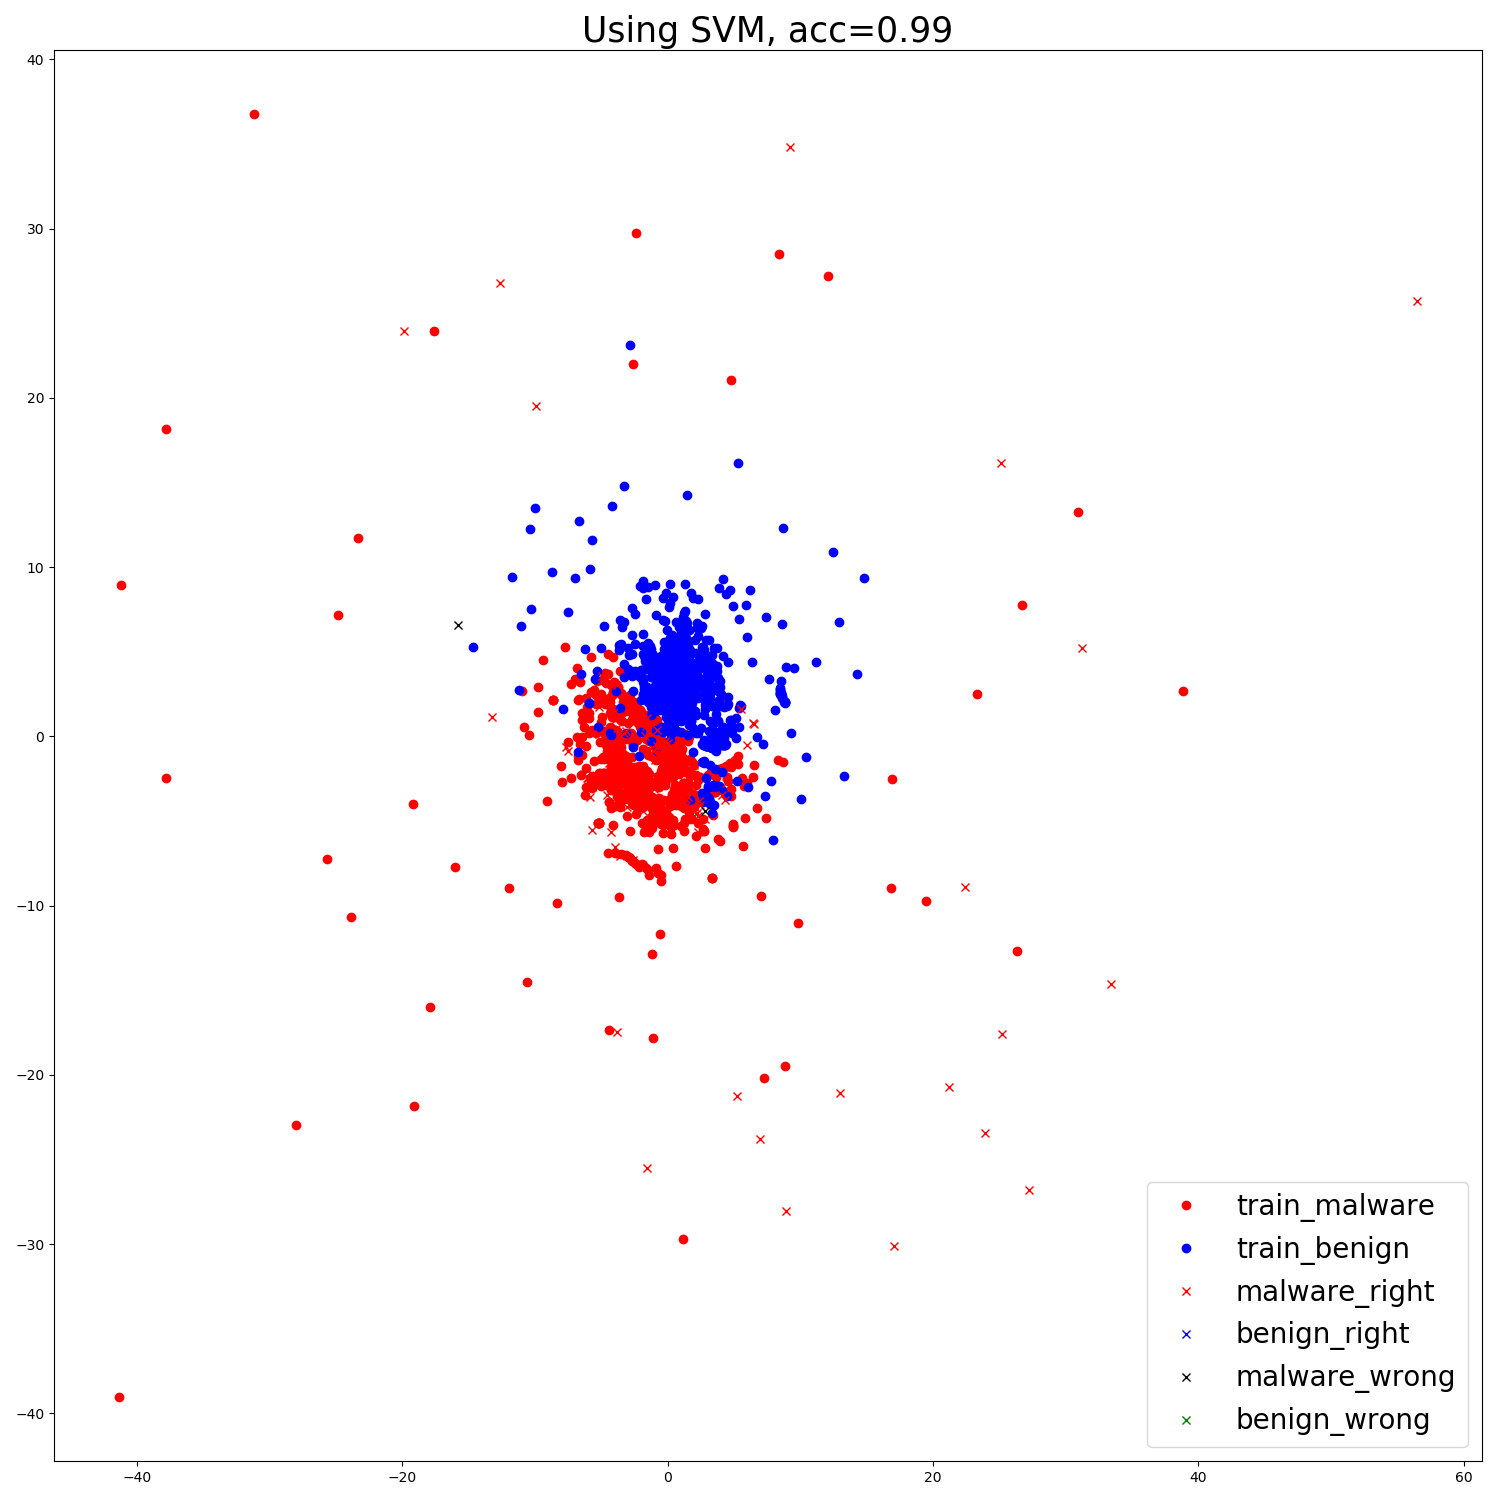 Using SVM, acc=0.99
40
30
20
10
0
−10
−20
−30
−40
−40
−20
0
20
40
60
train_malware
train_benign
malware_right
benign_right
malware_wrong
benign_wrong